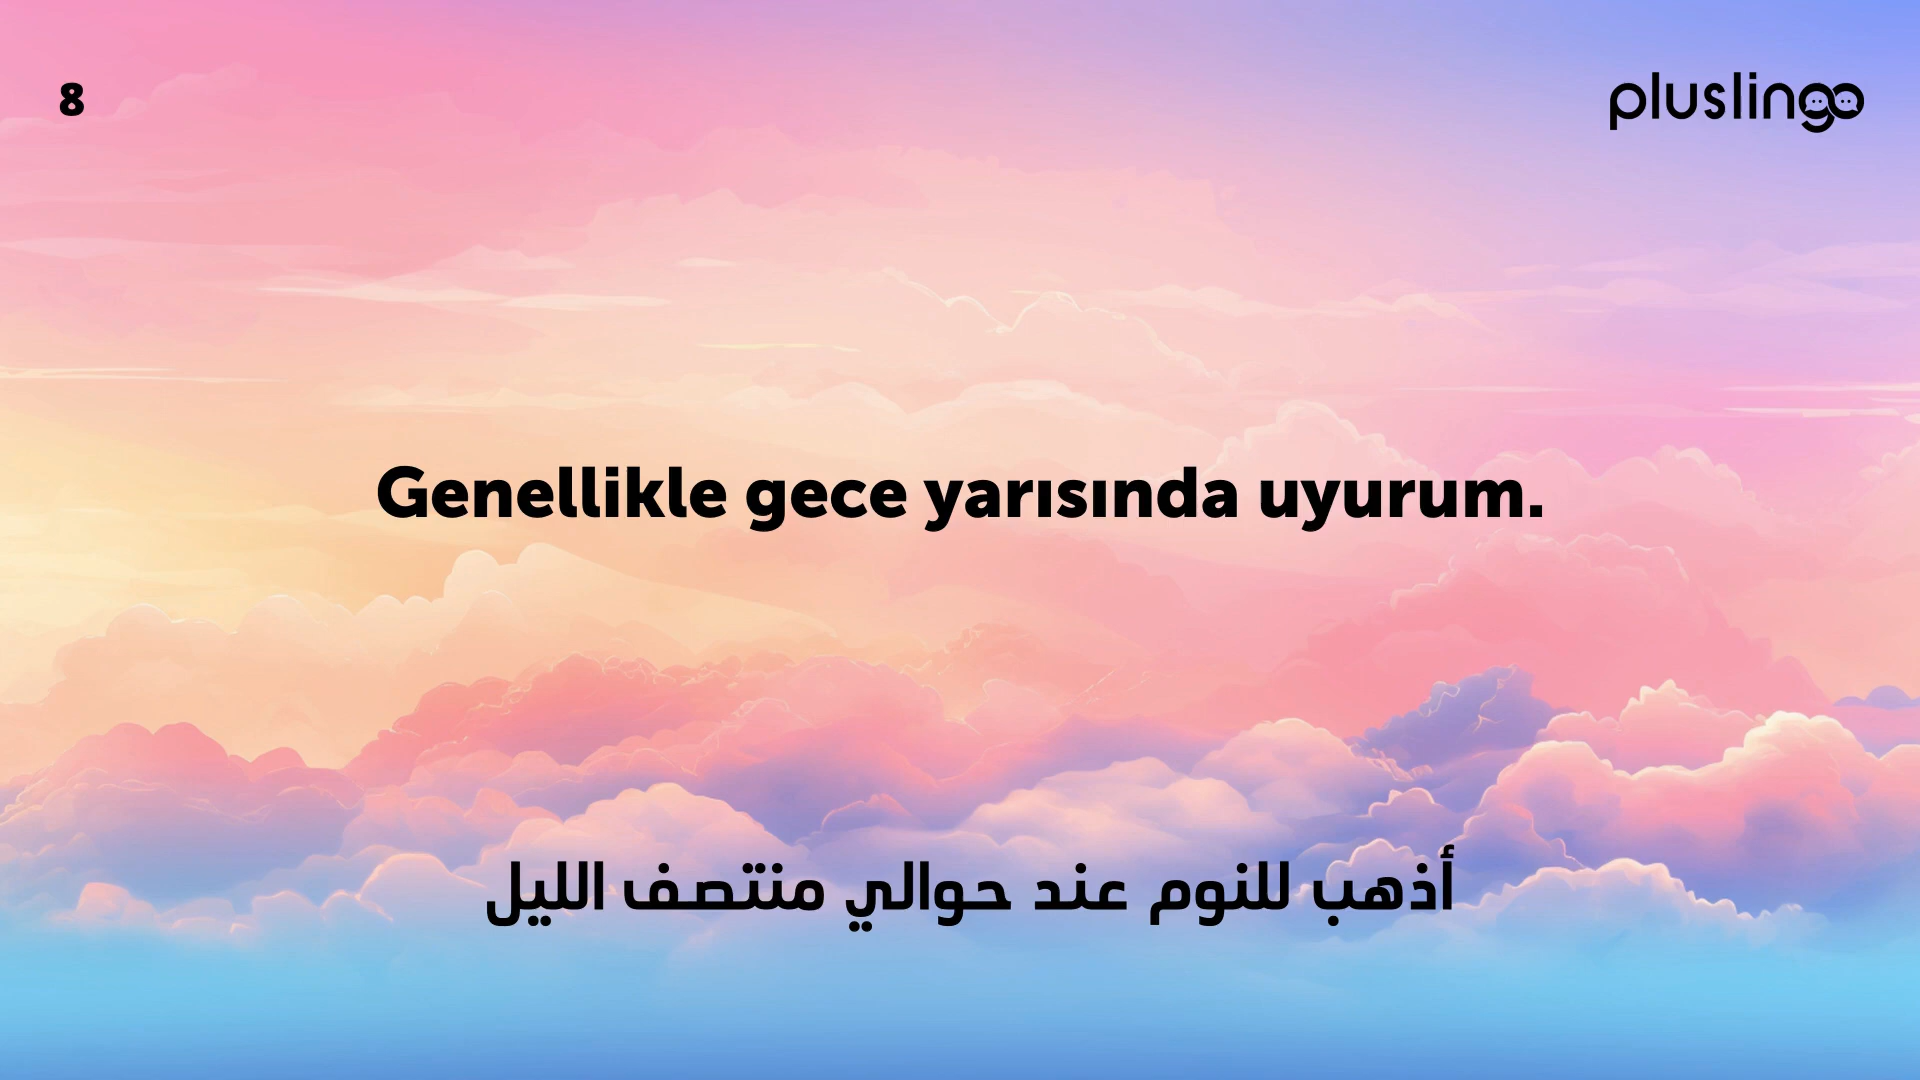 8
pluslingo
Genellikle gece yarısında uyurum.
أذهب للنوم عند حوالي منتصف الليل